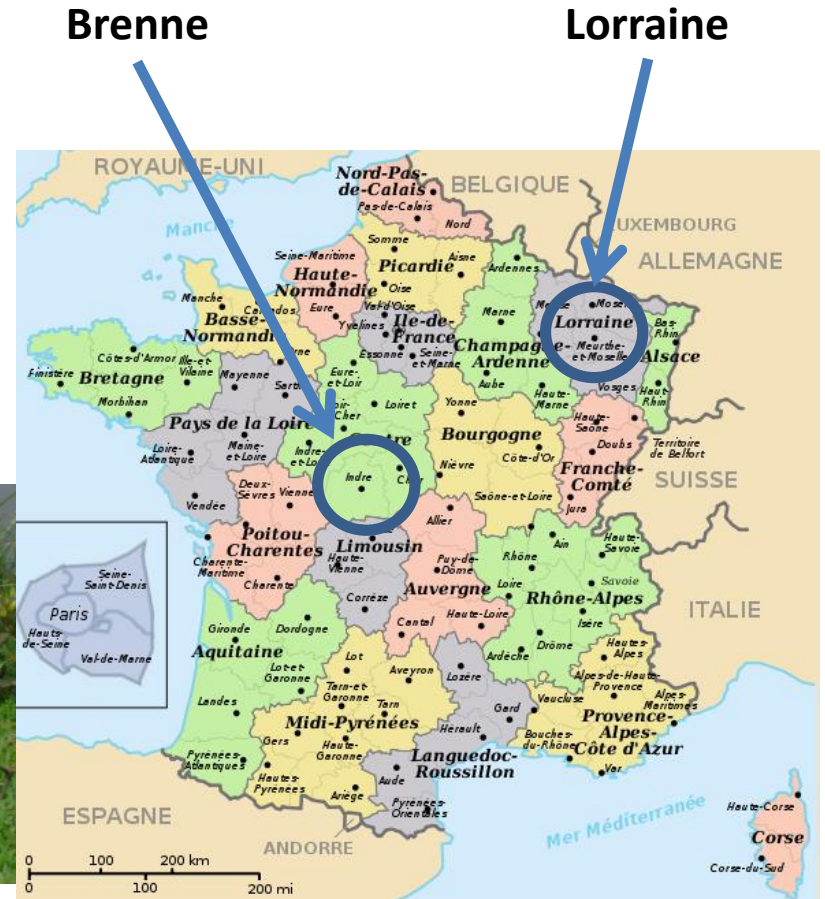 Brenne
Lorraine
ROYAUME-UNI
Nord-Pas-
de-Calais
Pas-de-Calais
Nord
BELGIQUE
UXEMBOURG
ALLEMAGNE
Manche
Seine-Maritime
Somme
Aisne
Ardennes
Picardie
Haute-
Normandie
Oise
Val-d'Oise
Eure
Yvelines
Manche
Basse-
Ile-de-
France
Essonne
Seine-
et-Marne
Marne
Champagne-
Ardenne
Aube
Haute-
Marne
Lorraine
Meurthe-
et-Moselle
Vosges
Bas-
Rhin
Alsace
Haut-
Rhin
Côtes-d'Armor
Ille-et-
Vilaine
Finistère
Bretagne
Morbihan
Mayenne
Eure-
et-Loir
Loiret
Cher
Yonne
Bourgogne
Côte-d'Or
Nièvre
Saône-et-Loire
Haute-
Saône
Doubs
Territoire
de Belfort
Franche-
Comté
Jura
SUISSE
Pays de la Loire
Loire-
Atlantique
Maine-
et-Loire
Vendée
Indre
Deux-
Sèvres
Vienne
Poitou-
Charentes
Charente-
Maritime
Charente
Limousin
Haute-
Vienne
Corrèze
Allier
Puy-de-
Dôme
Auvergne
Cantal
Haute-Loire
Rhône
Ain
Haute-
Savoie
Loire
Savoie
Rhône-Alpes
Isère
Ardèche
Drôme
ITALIE
Seine-
Saint-Denis
Paris
Hauts-
de-Seine
Val-de-Marne
Gironde
Dordogne
Aquitaine
Lot-et-
Garonne
Landes
Pyrénées-
Atlantiques
Lot
Aveyron
Tarn-et-
Garonne
Tarn
Midi-Pyrénées
Gers
Haute-
Garonne
Hautes-
Pyrénées
Ariège
Lozère
Gard
Hérault
Languedoc-
Roussillon
Aude
Pyrénées-
Orientales
Hautes-
Alpes
Alpes-de-Haute-
Provence
Alpes-
Maritimes
Vaucluse
Bouches-
du-Rhône
Provence-
Alpes-
Côte d'Azur
Var
ESPAGNE
ANDORRE
Mer Méditerranée
Haute-Corse
Corse
Corse-du-Sud
0 100 200 km
0 100 200 mi